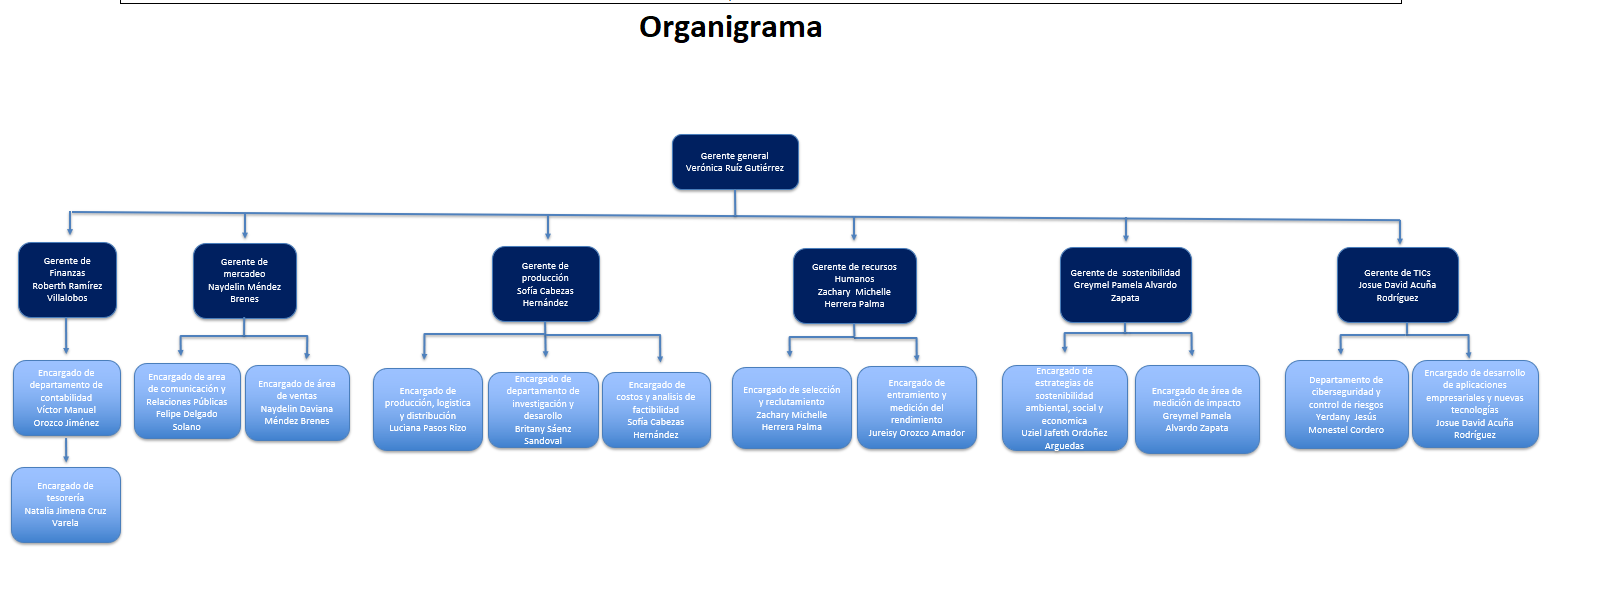 Organigrama
Gerente general
Verónica Ruíz Gutiérrez
Gerente de
Finanzas
Roberth Ramírez
Villalobos
Gerente de
mercadeo
Naydelin Méndez
Brenes
Gerente de
producción
Sofía Cabezas
Hernández
Gerente de recursos
Humanos
Zachary Michelle
Herrera Palma
Gerente de sostenibilidad
Greymel Pamela Alvardo
Zapata
Gerente de TICs
Josue David Acuña
Rodríguez
Encargado de
departamento de
contabilidad
Víctor Manuel
Orozco Jiménez
Encargado de area
de comunicación y
Relaciones Públicas
Felipe Delgado
Solano
Encargado de área
de ventas
Naydelin Daviana
Méndez Brenes
Encargado de
producción, logistica
y distribución
Luciana Pasos Rizo
Encargado de
departamento de
investigación y
desarollo
Britany Sáenz
Sandoval
Encargado de
costos y analisis de
factibilidad
Sofía Cabezas
Hernández
Encargado de selección
y reclutamiento
Zachary Michelle
Herrera Palma
Encargado de
entramiento y
medición del
rendimiento
Jureisy Orozco Amador
Encargado de
estrategias de
sostenibilidad
ambiental, social y
economica
Uziel Jafeth Ordoñez
Arguedas
Encargado de área de
medición de impacto
Greymel Pamela
Alvardo Zapata
Departamento de
ciberseguridad y
control de riesgos
Yerdany Jesús
Monestel Cordero
Encargado de desarrollo
de aplicaciones
empresariales y nuevas
tecnologías
Josue David Acuña
Rodríguez
Encargado de
tesorería
Natalia Jimena Cruz
Varela